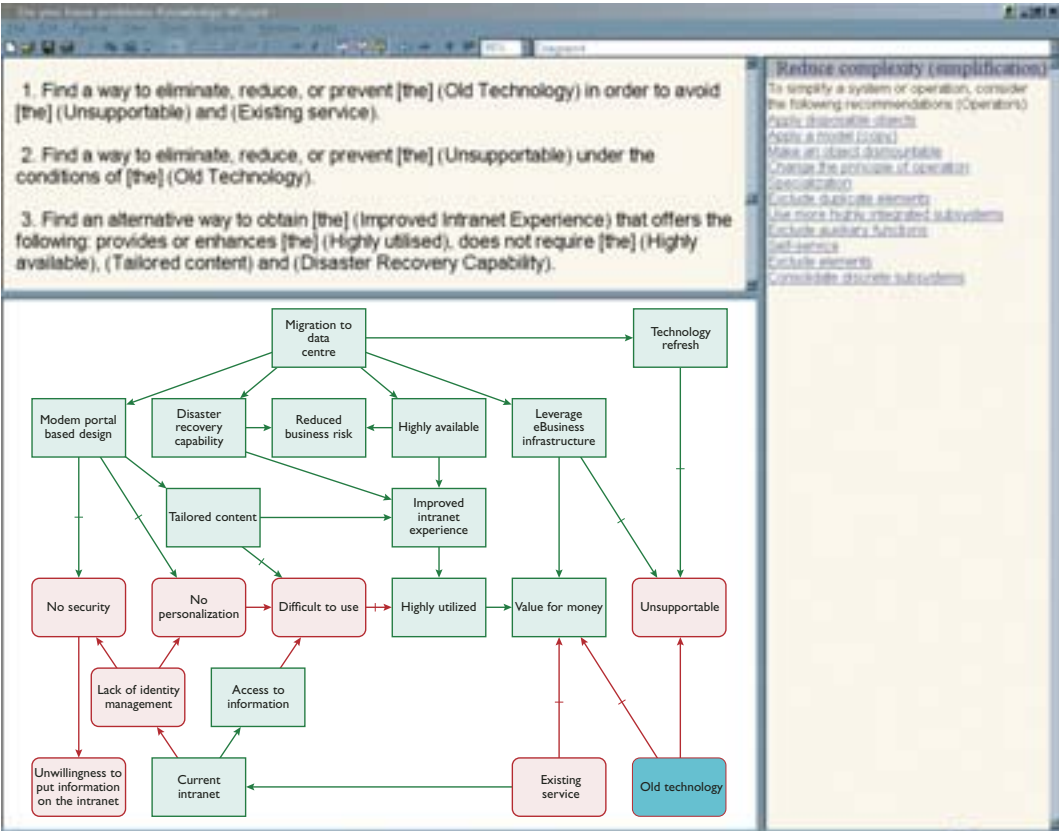 1. Find a way to eliminate, reduce, or prevent [the] (Old Technology) in order to avoid
[the] (Unsupportable) and (Existing service).
2. Find a way to eliminate, reduce, or prevent [the] (Unsupportable) under the
conditions of [the] (Old Technology).
3. Find an alternative way to obtain [the] (Improved Intranet Experience) that offers the
following: provides or enhances [the] (Highly utilised), does not require [the] (Highly
available), (Tailored content) and (Disaster Recovery Capability).
Reduce complexity (simplification)
To simplify a system or operation, consider
the following recommendations (Operators)
Apply disposable objects
Apply a model (copy)
Make an object dismountable
Change the principle of operation
Specialization
Exclude duplicate elements
Use more highly integrated subsystems
Exclude auxiliary functions
Self-service
Exclude elements
Consolidate discrete subsystems
Migration to
data
centre
Technology
refresh
Modem portal
based design
Disaster
recovery
capability
Reduced
business risk
Highly available
Leverage
eBusiness
infrastructure
Tailored content
Improved
intranet
experience
No security
No
personalization
Difficult to use
Highly utilized
Value for money
Unsupportable
Lack of identity
management
Access to
information
Unwillingness to
put information
on the intranet
Current
intranet
Existing
service
Old technology